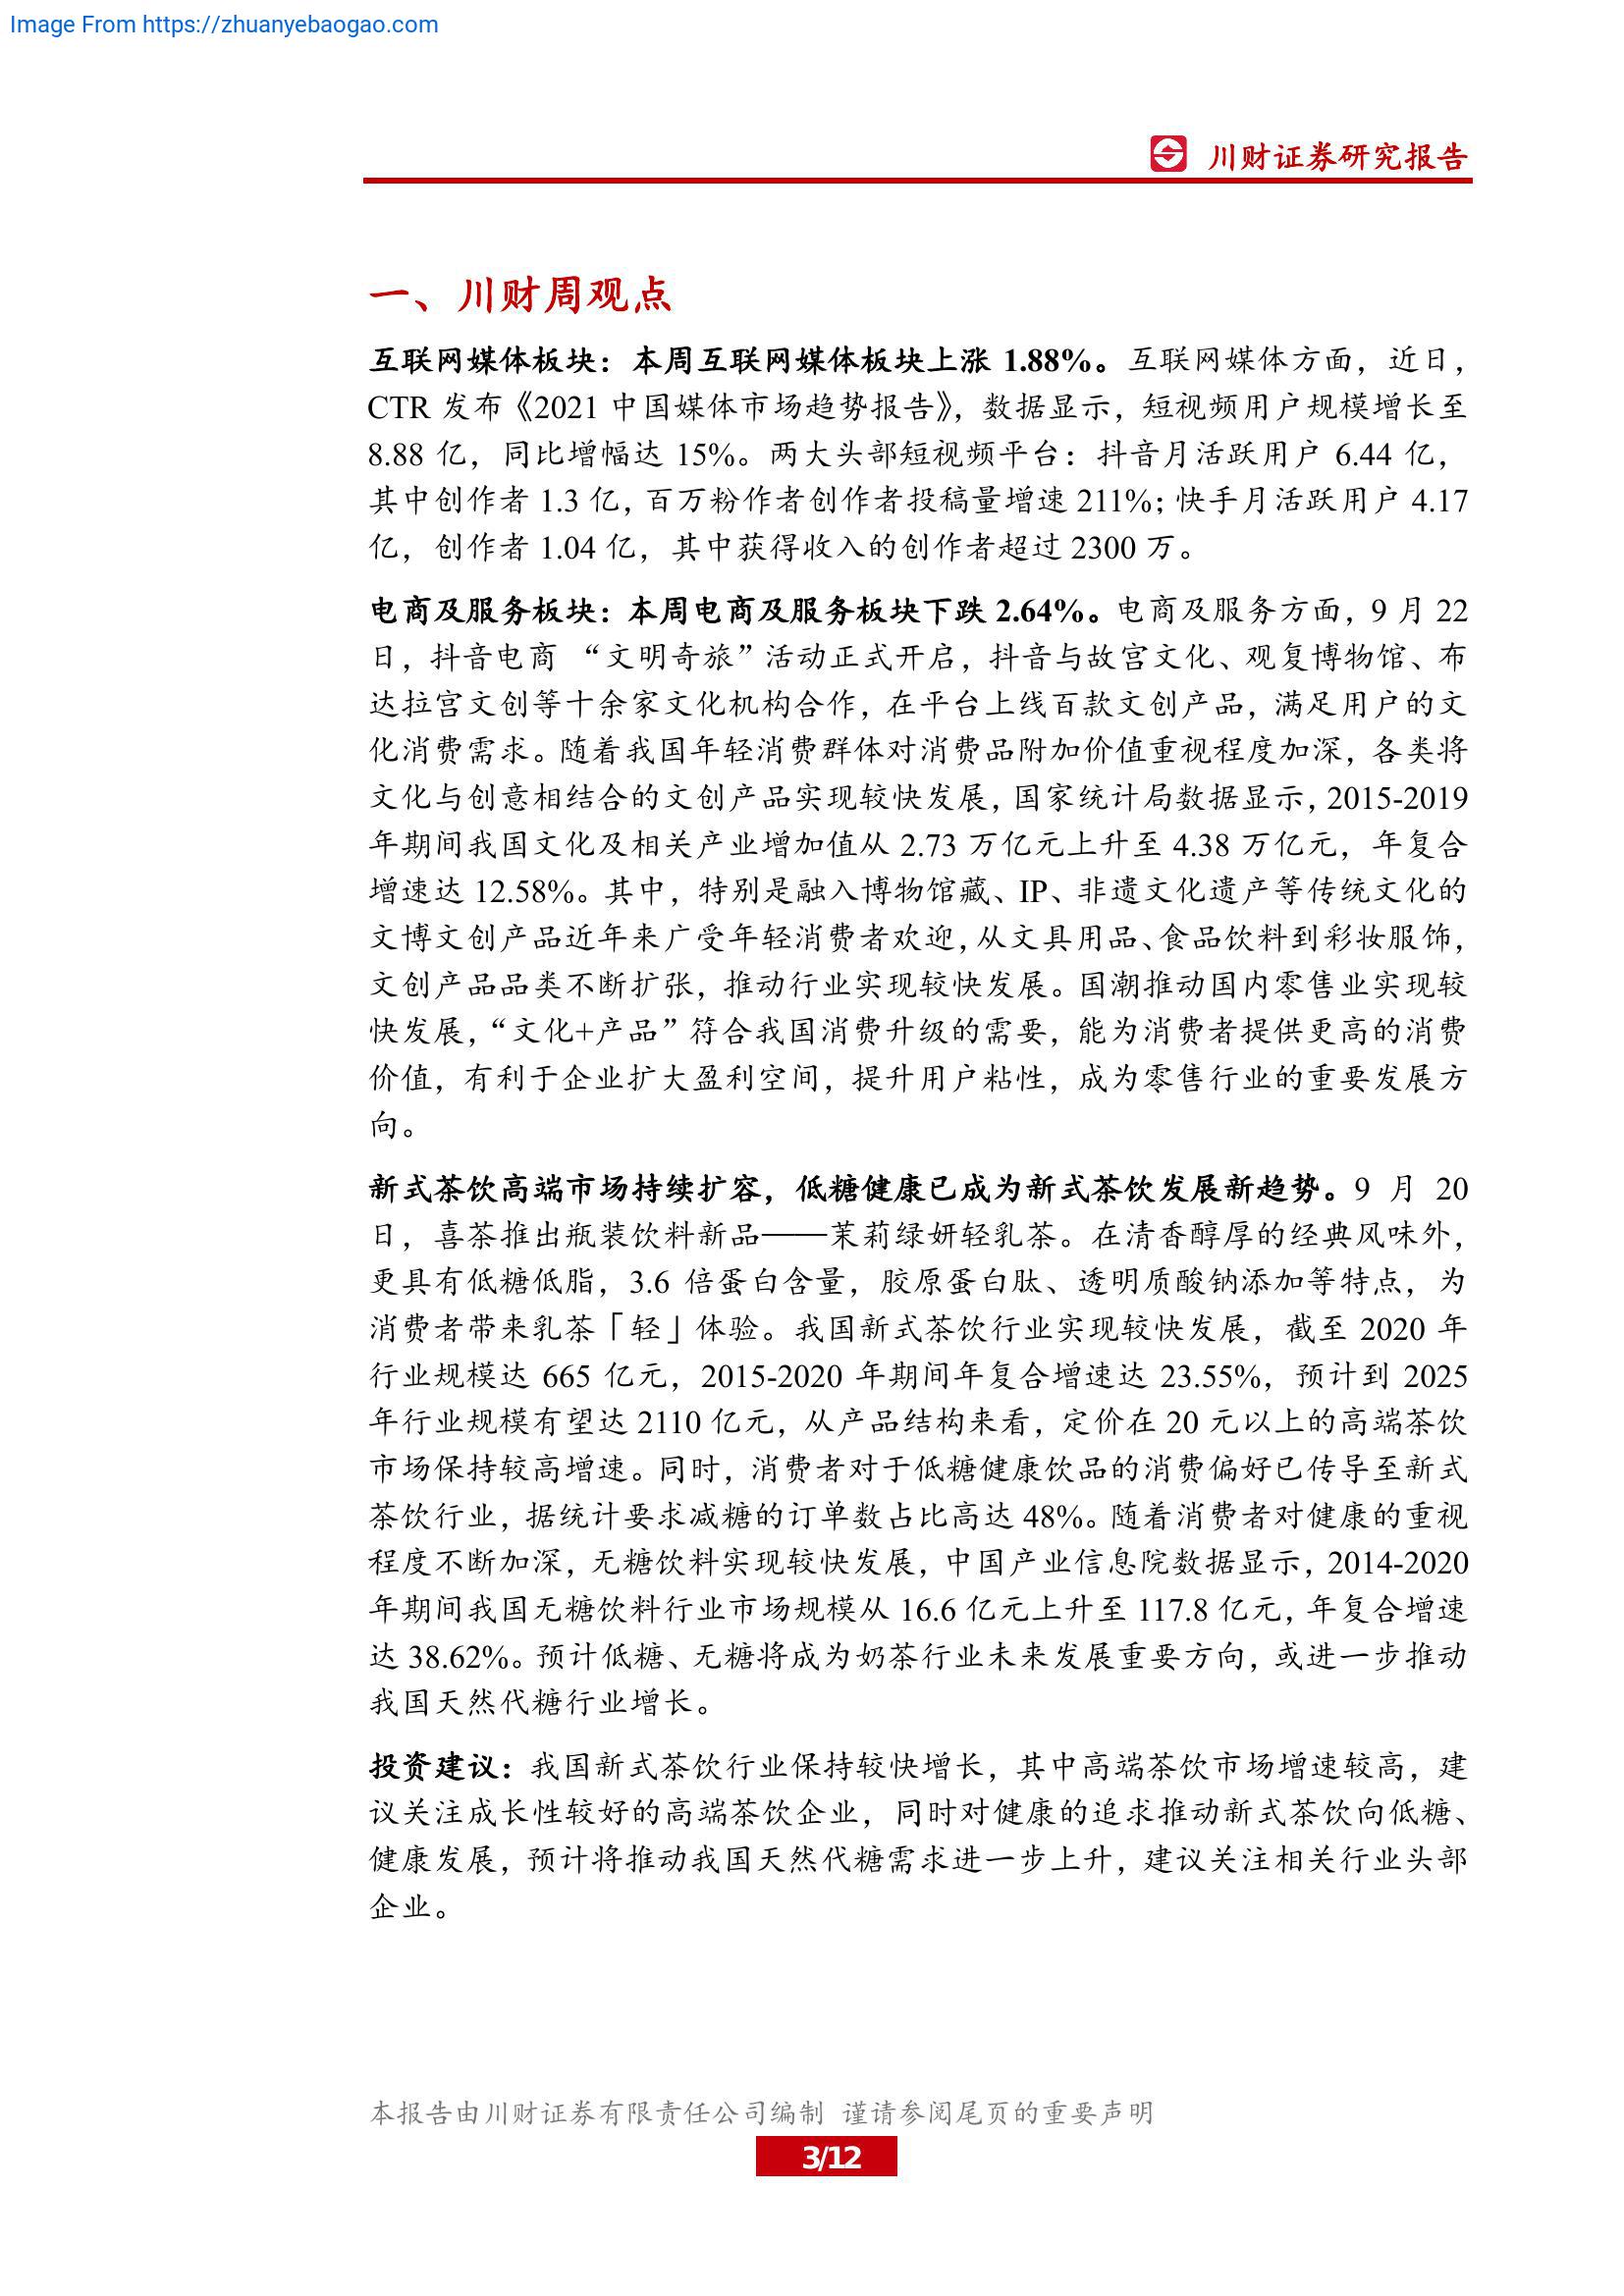 Image From https://zhuanyebaogao.com
川财证券研究报告
一、川财周观点
互联网媒体板块：本周互联网媒体板块上涨 1.88%。互联网媒体方面，近日，
CTR 发布《2021 中国媒体市场趋势报告》，数据显示，短视频用户规模增长至
8.88 亿，同比增幅达 15%。两大头部短视频平台：抖音月活跃用户 6.44 亿，
其中创作者 1.3 亿，百万粉作者创作者投稿量增速 211%；快手月活跃用户 4.17
亿，创作者 1.04 亿，其中获得收入的创作者超过 2300 万。
电商及服务板块：本周电商及服务板块下跌 2.64%。电商及服务方面，9 月 22
日，抖音电商 “文明奇旅”活动正式开启，抖音与故宫文化、观复博物馆、布
达拉宫文创等十余家文化机构合作，在平台上线百款文创产品，满足用户的文
化消费需求。随着我国年轻消费群体对消费品附加价值重视程度加深，各类将
文化与创意相结合的文创产品实现较快发展，国家统计局数据显示，2015-2019
年期间我国文化及相关产业增加值从 2.73 万亿元上升至 4.38 万亿元，年复合
增速达 12.58%。其中，特别是融入博物馆藏、IP、非遗文化遗产等传统文化的
文博文创产品近年来广受年轻消费者欢迎，从文具用品、食品饮料到彩妆服饰，
文创产品品类不断扩张，推动行业实现较快发展。国潮推动国内零售业实现较
快发展，“文化+产品”符合我国消费升级的需要，能为消费者提供更高的消费
价值，有利于企业扩大盈利空间，提升用户粘性，成为零售行业的重要发展方
向。
新式茶饮高端市场持续扩容，低糖健康已成为新式茶饮发展新趋势。9 月 20
日，喜茶推出瓶装饮料新品——茉莉绿妍轻乳茶。在清香醇厚的经典风味外，
更具有低糖低脂，3.6 倍蛋白含量，胶原蛋白肽、透明质酸钠添加等特点，为
消费者带来乳茶「轻」体验。我国新式茶饮行业实现较快发展，截至 2020 年
行业规模达 665 亿元，2015-2020 年期间年复合增速达 23.55%，预计到 2025
年行业规模有望达 2110 亿元，从产品结构来看，定价在 20 元以上的高端茶饮
市场保持较高增速。同时，消费者对于低糖健康饮品的消费偏好已传导至新式
茶饮行业，据统计要求减糖的订单数占比高达 48%。随着消费者对健康的重视
程度不断加深，无糖饮料实现较快发展，中国产业信息院数据显示，2014-2020
年期间我国无糖饮料行业市场规模从 16.6 亿元上升至 117.8 亿元，年复合增速
达 38.62%。预计低糖、无糖将成为奶茶行业未来发展重要方向，或进一步推动
我国天然代糖行业增长。
投资建议：我国新式茶饮行业保持较快增长，其中高端茶饮市场增速较高，建
议关注成长性较好的高端茶饮企业，同时对健康的追求推动新式茶饮向低糖、
健康发展，预计将推动我国天然代糖需求进一步上升，建议关注相关行业头部
企业。
本报告由川财证券有限责任公司编制 谨请参阅尾页的重要声明
3/12